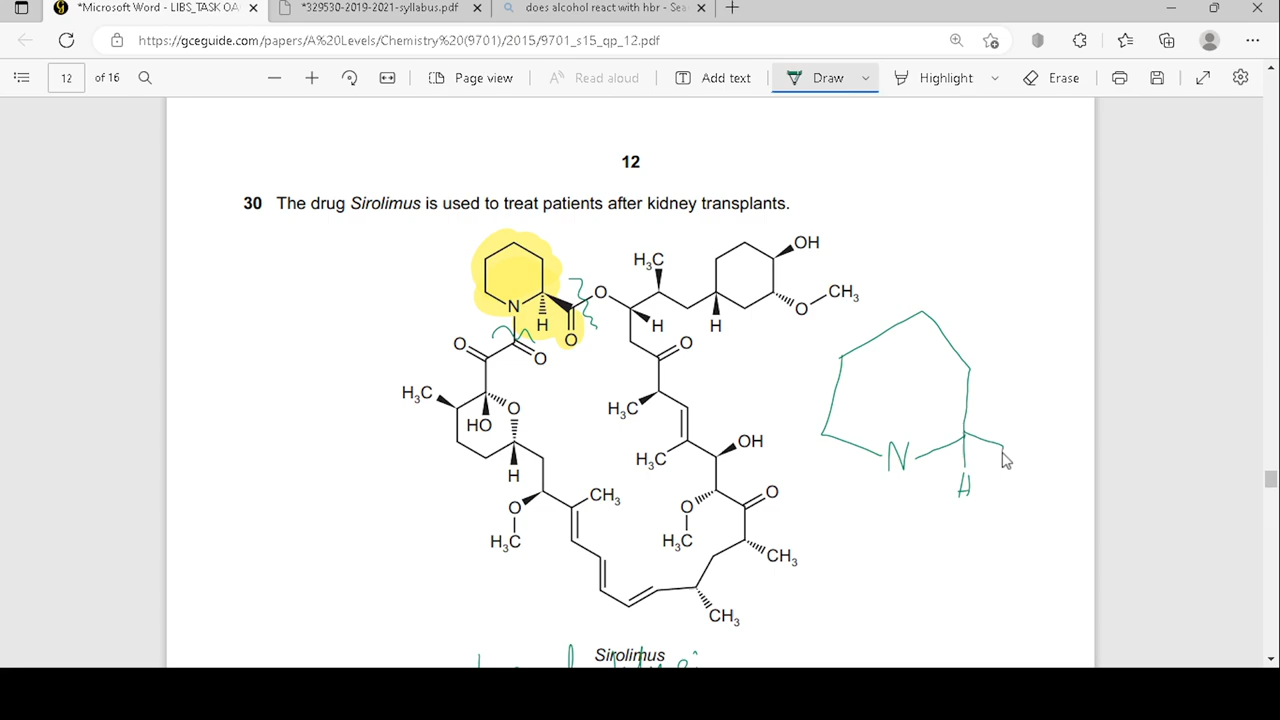 *Microsoft Word - LIBS_TASK OA
*329530-2019-2021-syllabus.pdf
does alcohol react with hbr - Sea
https://gceguide.com/papers/A%20Levels/Chemistry%20(9701)/2015/9701_s15_qp_12.pdf
12 of 16
Page view
Read aloud
Add text
Draw
Highlight
Erase
12
30 The drug Sirolimus is used to treat patients after kidney transplants.
OH
H₃C
O
CH₃
O
N
H
H
H
O
O
O
O
H₃C
O
H₃C
HO
N
OH
H₃C
H
H
CH₃
O
O
O
H₃C
H₃C
CH₃
CH₃
Sirolimus